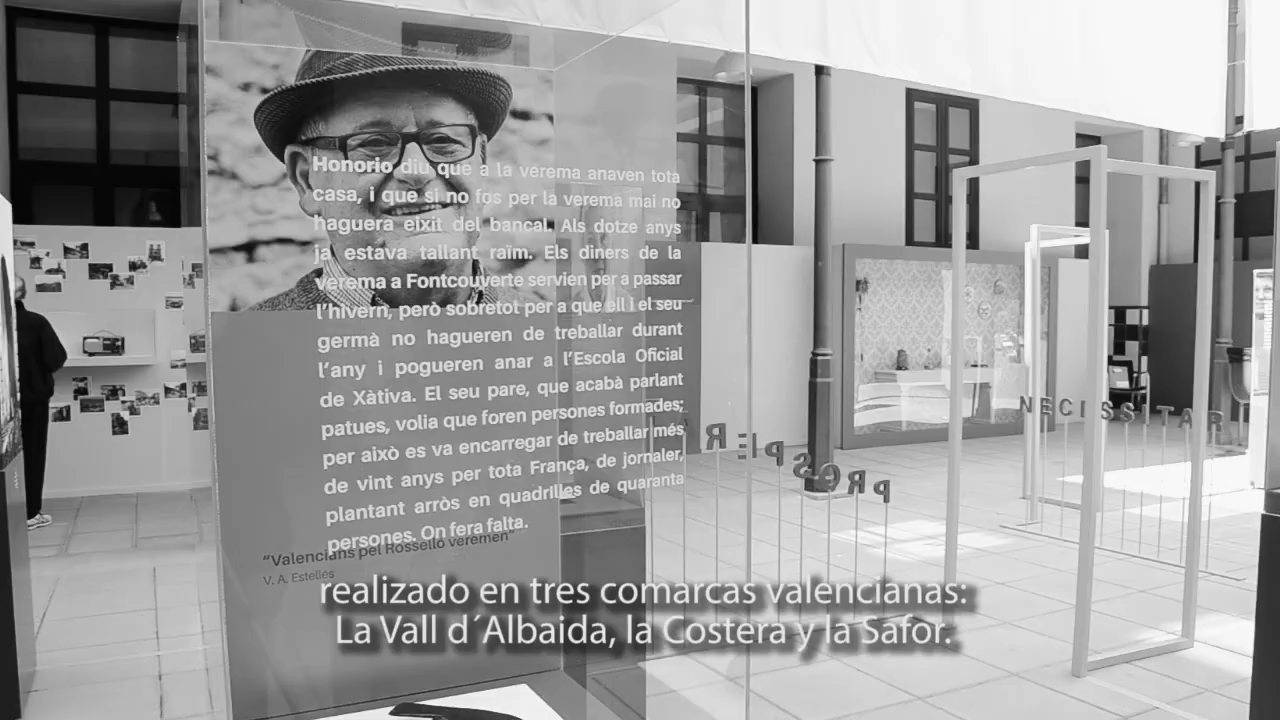 Honorio diu que a la verema anaven tota
casa, i que si no fos per la verema mai no
haguera eixit del bancal. Als dotze anys
ja estava tallant raïm. Els diners de la
verema a Fontcouverte servien per a passar
l'hivern, però sobretot per a que ell i el seu
germà no hagueren de treballar durant
l'any i pogueren anar a l'Escola Oficial
de Xàtiva. El seu pare, que acabà parlant
patues, volia que foren persones formades;
per això es va encarregar de treballar més
de vint anys per tota França, de jornaler,
plantant arròs en quadrilles de quaranta
persones. On fera falta.
"Valencians pel Rosselló veremen"
V. A. Estellés
NECESSITAR
PROSPERAR
realizado en tres comarcas valencianas:
La Vall d´Albaida, la Costera y la Safor.